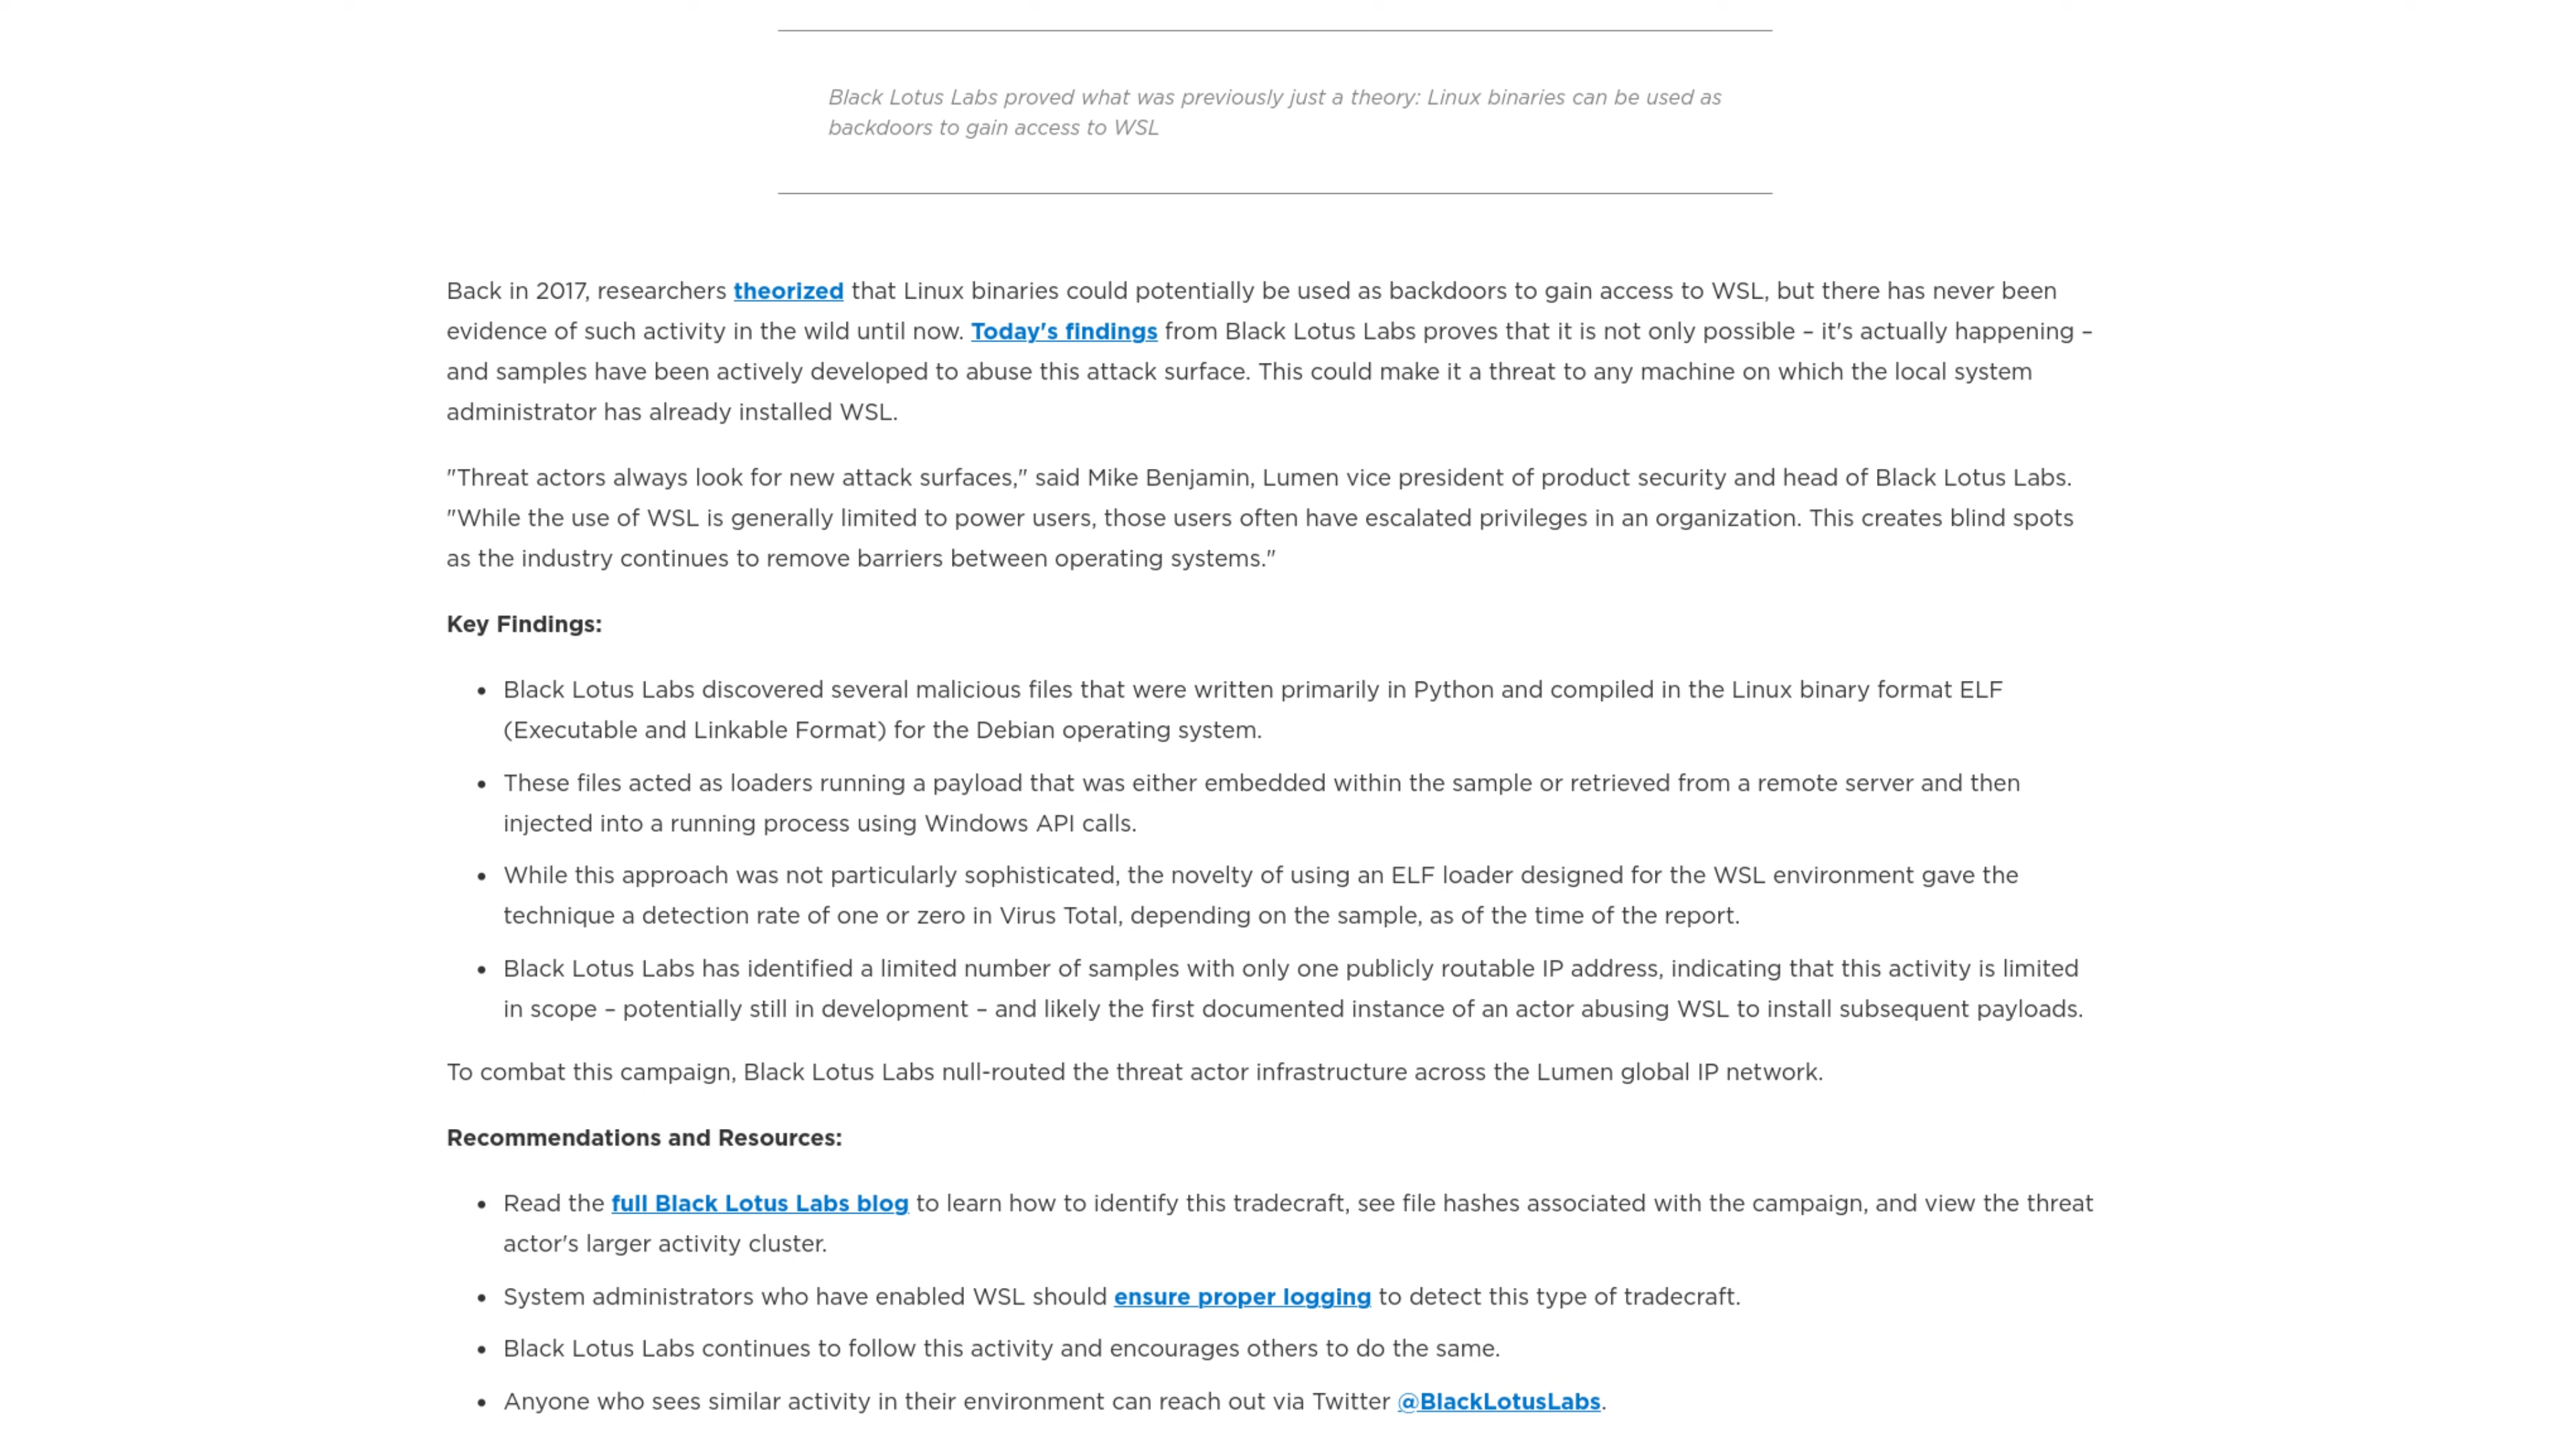 Black Lotus Labs proved what was previously just a theory: Linux binaries can be used as
backdoors to gain access to WSL
Back in 2017, researchers theorized that Linux binaries could potentially be used as backdoors to gain access to WSL, but there has never been
evidence of such activity in the wild until now. Today's findings from Black Lotus Labs proves that it is not only possible – it's actually happening –
and samples have been actively developed to abuse this attack surface. This could make it a threat to any machine on which the local system
administrator has already installed WSL.
"Threat actors always look for new attack surfaces," said Mike Benjamin, Lumen vice president of product security and head of Black Lotus Labs.
"While the use of WSL is generally limited to power users, those users often have escalated privileges in an organization. This creates blind spots
as the industry continues to remove barriers between operating systems."
Key Findings:
• Black Lotus Labs discovered several malicious files that were written primarily in Python and compiled in the Linux binary format ELF
(Executable and Linkable Format) for the Debian operating system.
• These files acted as loaders running a payload that was either embedded within the sample or retrieved from a remote server and then
injected into a running process using Windows API calls.
• While this approach was not particularly sophisticated, the novelty of using an ELF loader designed for the WSL environment gave the
technique a detection rate of one or zero in Virus Total, depending on the sample, as of the time of the report.
• Black Lotus Labs has identified a limited number of samples with only one publicly routable IP address, indicating that this activity is limited
in scope – potentially still in development – and likely the first documented instance of an actor abusing WSL to install subsequent payloads.
To combat this campaign, Black Lotus Labs null-routed the threat actor infrastructure across the Lumen global IP network.
Recommendations and Resources:
• Read the full Black Lotus Labs blog to learn how to identify this tradecraft, see file hashes associated with the campaign, and view the threat
actor's larger activity cluster.
• System administrators who have enabled WSL should ensure proper logging to detect this type of tradecraft.
• Black Lotus Labs continues to follow this activity and encourages others to do the same.
• Anyone who sees similar activity in their environment can reach out via Twitter @BlackLotusLabs.